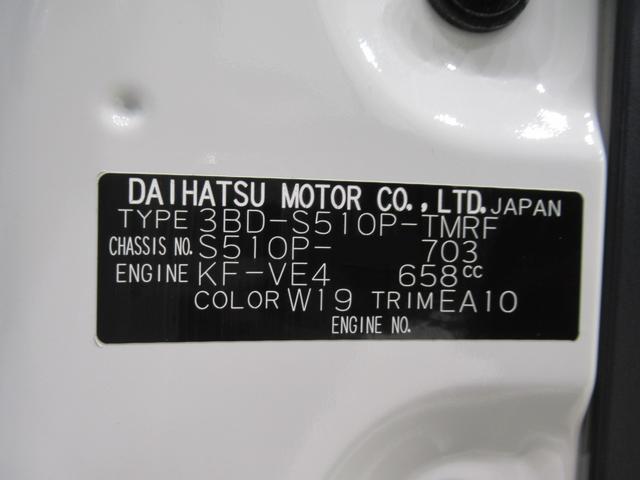 DAIHATSU MOTOR CO., LTD. JAPAN
TYPE 3BD-S510P-TMRF
CHASSIS NO. S510P- 703
ENGINE KF-VE4 658cc
COLOR W19 TRIM EA10
ENGINE NO.